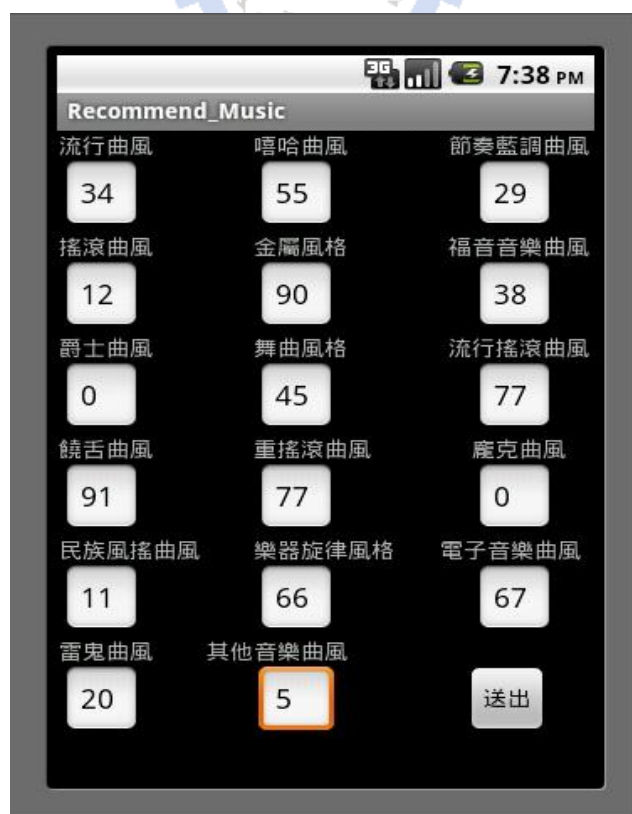 3G 7:38 PM
Recommend_Music
流行曲風 嘻哈曲風 節奏藍調曲風
34 55 29
搖滾曲風 金屬風格 福音音樂曲風
12 90 38
爵士曲風 舞曲風格 流行搖滾曲風
0 45 77
饒舌曲風 重搖滾曲風 龐克曲風
91 77 0
民族風搖曲風 樂器旋律風格 電子音樂曲風
11 66 67
雷鬼曲風 其他音樂曲風
20 5 送出